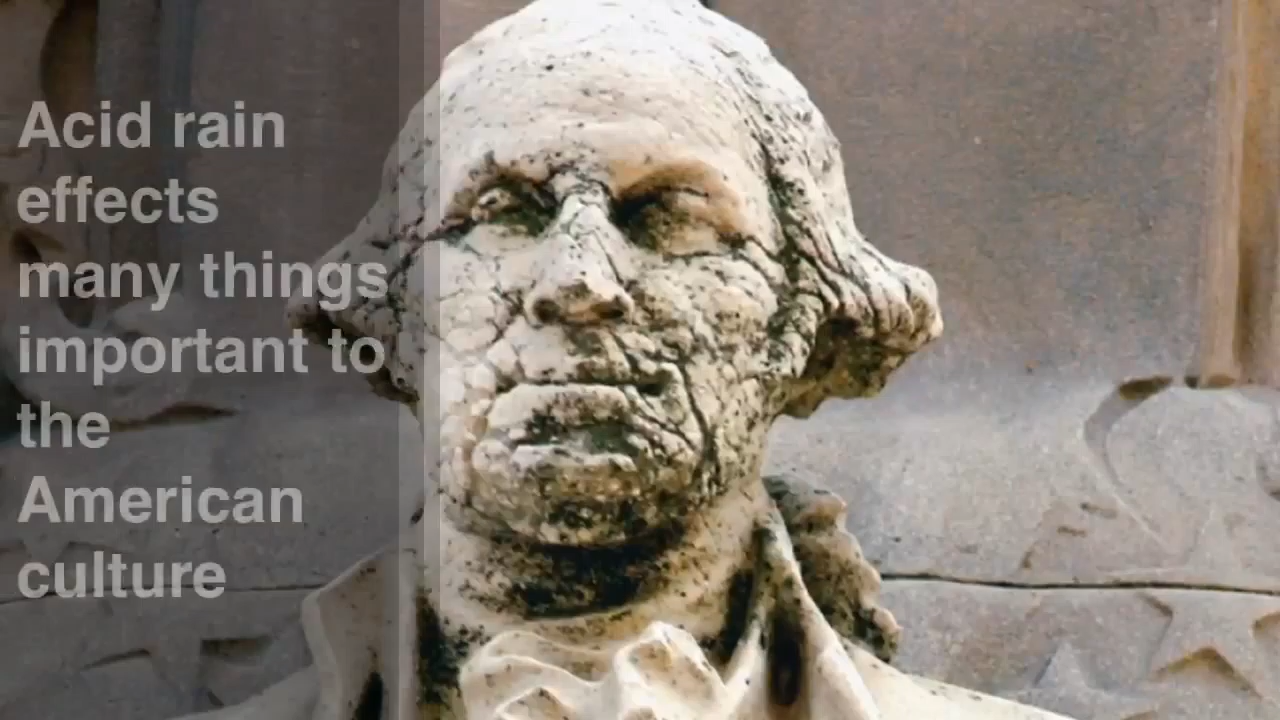 Acid rain
effects
many things
important to
the
American
culture